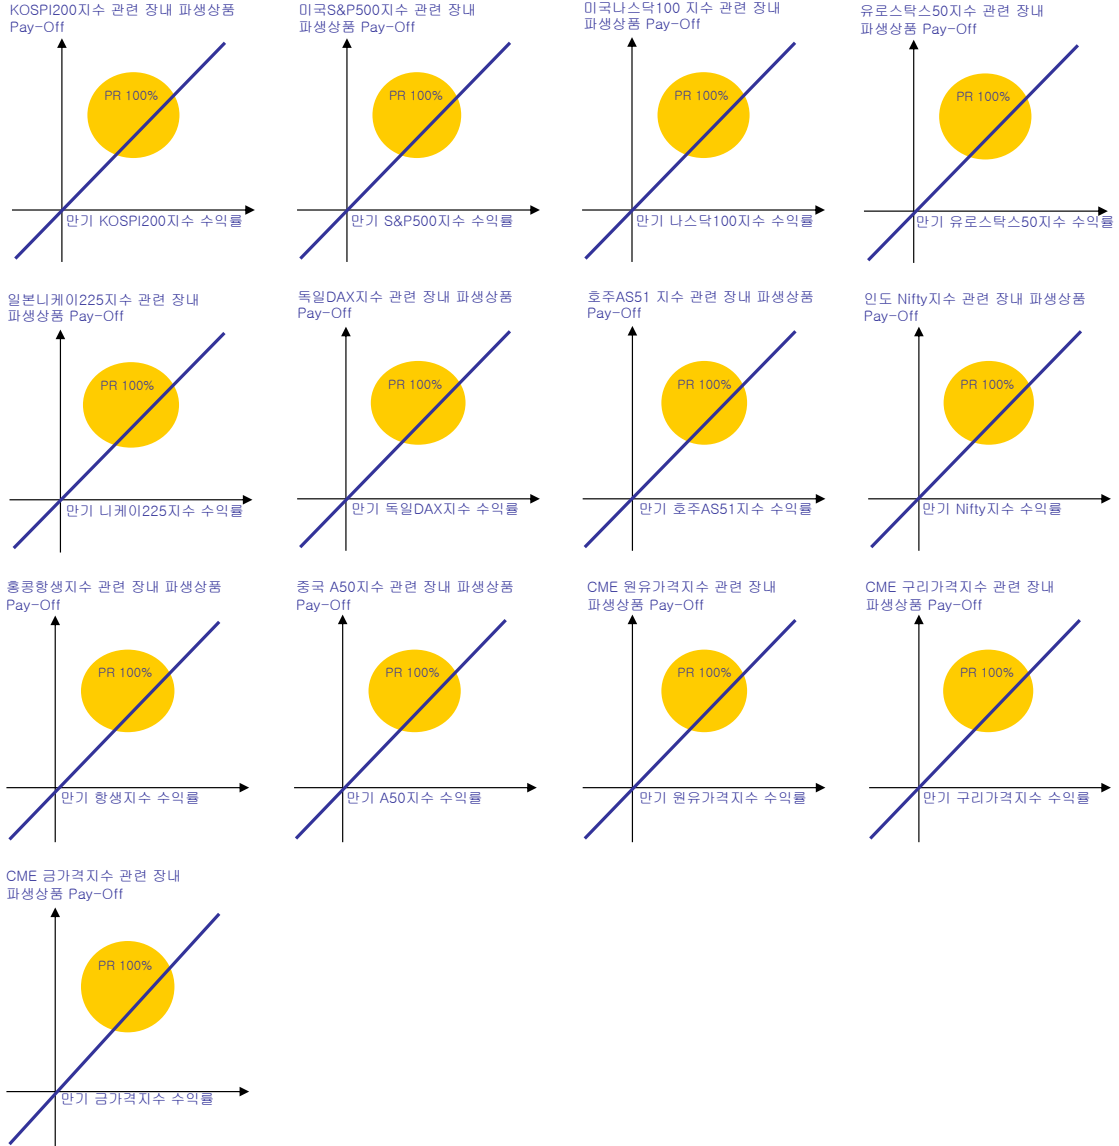 KOSPI200지수 관련 장내 파생상품
Pay-Off
PR 100%
만기 KOSPI200지수 수익률
미국S&P500지수 관련 장내
파생상품 Pay-Off
PR 100%
만기 S&P500지수 수익률
미국나스닥100 지수 관련 장내
파생상품 Pay-Off
PR 100%
만기 나스닥100지수 수익률
유로스탁스50지수 관련 장내
파생상품 Pay-Off
PR 100%
만기 유로스탁스50지수 수익률
일본니케이225지수 관련 장내
파생상품 Pay-Off
PR 100%
만기 니케이225지수 수익률
독일DAX지수 관련 장내 파생상품
Pay-Off
PR 100%
만기 독일DAX지수 수익률
호주AS51 지수 관련 장내 파생상품
Pay-Off
PR 100%
만기 호주AS51지수 수익률
인도 Nifty지수 관련 장내 파생상품
Pay-Off
PR 100%
만기 Nifty지수 수익률
홍콩항생지수 관련 장내 파생상품
Pay-Off
PR 100%
만기 항생지수 수익률
중국 A50지수 관련 장내 파생상품
Pay-Off
PR 100%
만기 A50지수 수익률
CME 원유가격지수 관련 장내
파생상품 Pay-Off
PR 100%
만기 원유가격지수 수익률
CME 구리가격지수 관련 장내
파생상품 Pay-Off
PR 100%
만기 구리가격지수 수익률
CME 금가격지수 관련 장내
파생상품 Pay-Off
PR 100%
만기 금가격지수 수익률